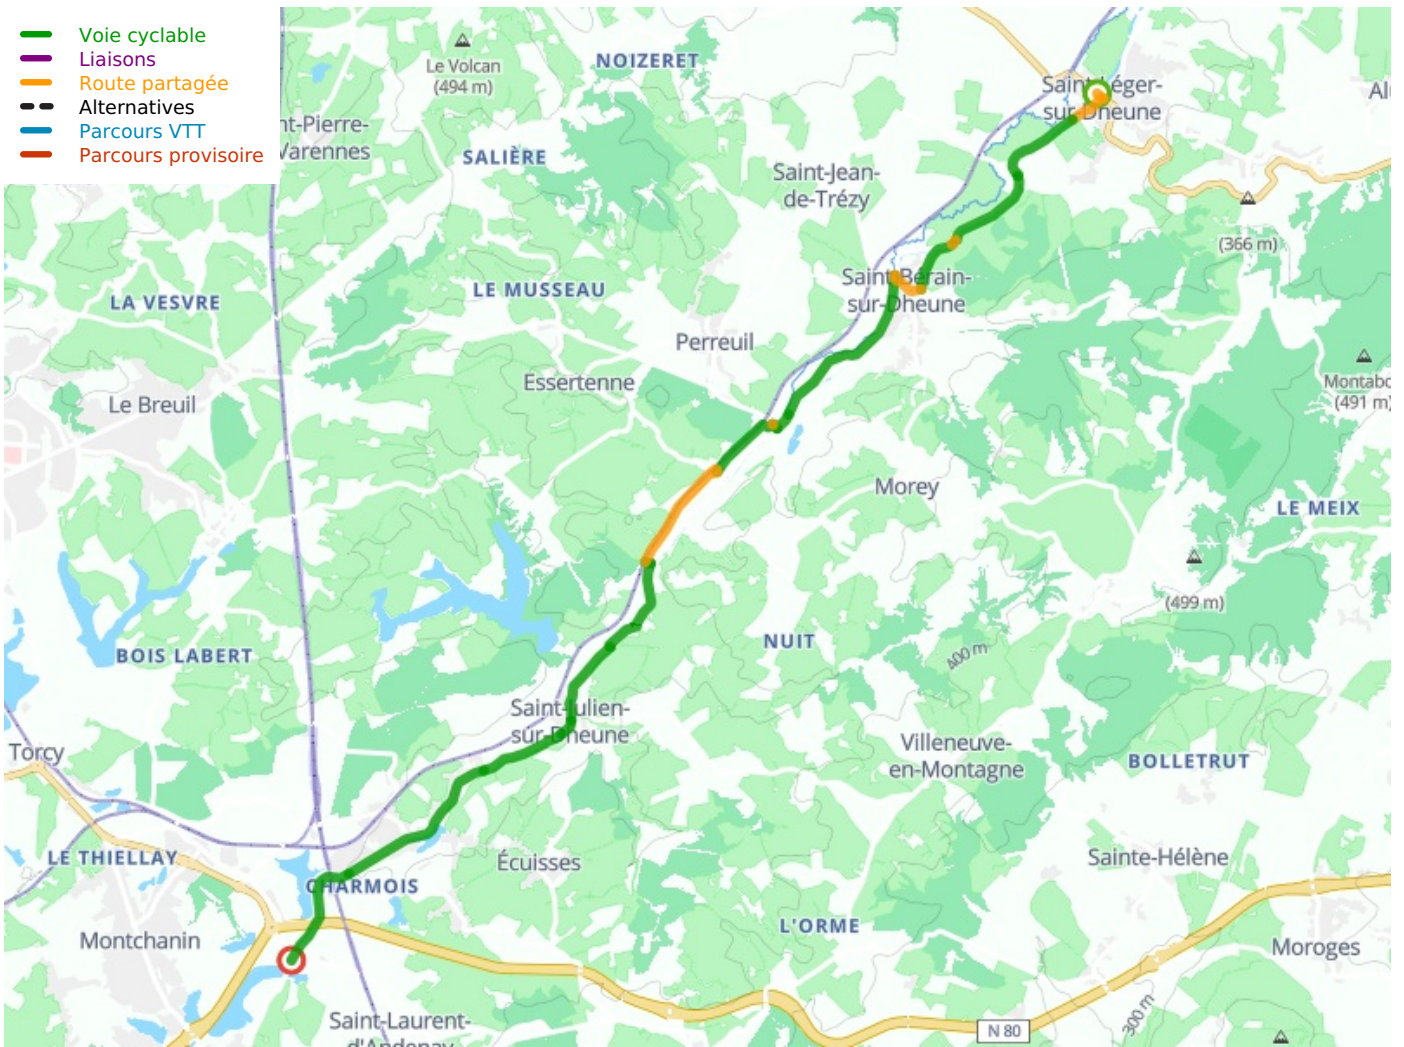 Voie cyclable
Liaisons
Route partagée
Alternatives
Parcours VTT
Parcours provisoire
Le Volcan
(494 m)
NOIZERET
Saint-Léger-
sur-Dheune
nt-Pierre-
Varennes
SALIÈRE
Saint-Jean-
de-Trézy
(366 m)
LA VESVRE
LE MUSSEAU
Saint-Bérain-
sur-Dheune
Perreuil
Essertenne
Le Breuil
Montabo
(491 m)
Morey
LE MEIX
(499 m)
NUIT
400 m
BOIS LABERT
Saint-Julien-
sur-Dheune
Torcy
Villeneuve-
en-Montagne
BOLLETRUT
LE THIELLAY
Écuisses
Sainte-Hélène
CHARMOIS
L'ORME
Montchanin
Moroges
Saint-Laurent-
d'Andenay
N 80
300 m